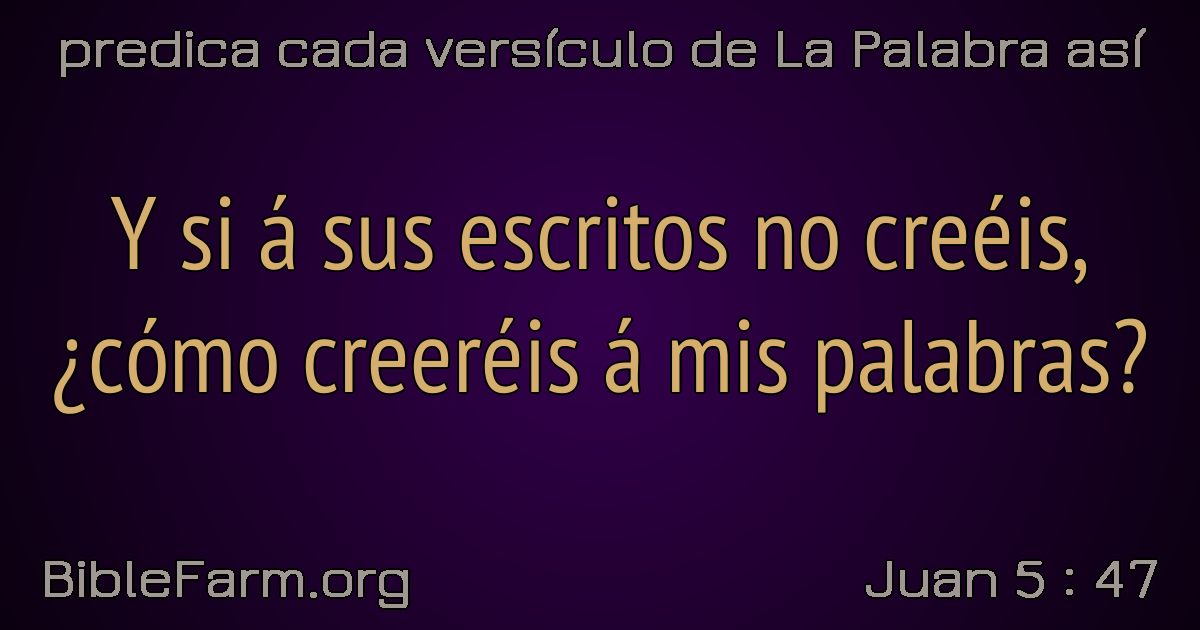 predica cada versículo de La Palabra así
Y si á sus escritos no creéis,
¿cómo creeréis á mis palabras?
BibleFarm.org
Juan 5 : 47